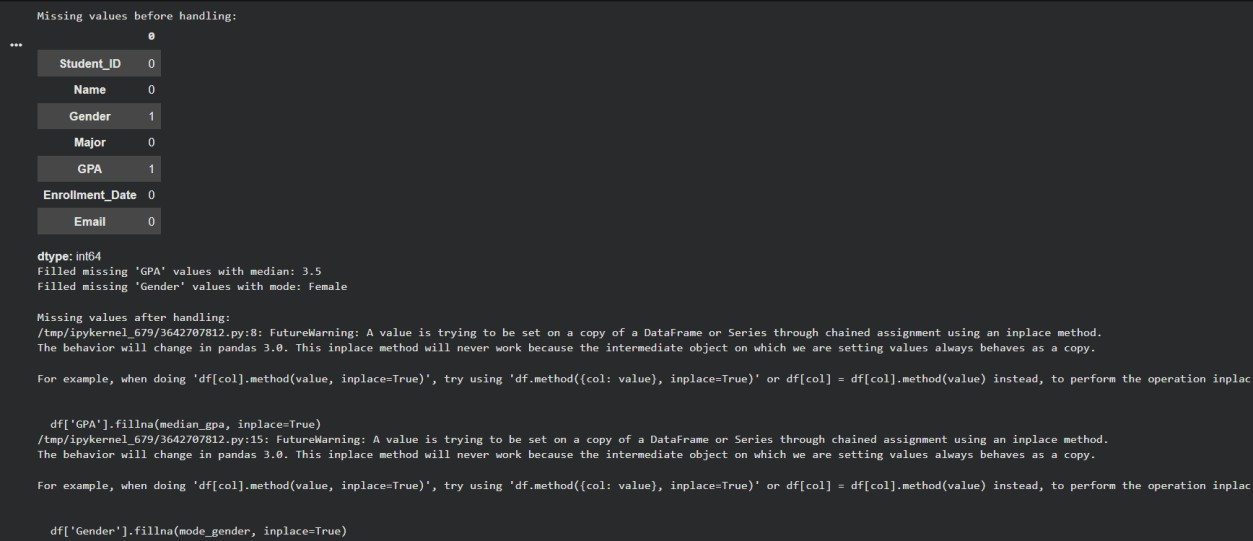 Missing values before handling:
0
Student_ID 0
Name 0
Gender 1
Major 0
GPA 1
Enrollment_Date 0
Email 0
dtype: int64
Filled missing 'GPA' values with median: 3.5
Filled missing 'Gender' values with mode: Female
Missing values after handling:
/tmp/ipykernel_679/3642707812.py:8: FutureWarning: A value is trying to be set on a copy of a DataFrame or Series through chained assignment using an inplace method.
The behavior will change in pandas 3.0. This inplace method will never work because the intermediate object on which we are setting values always behaves as a copy.
For example, when doing 'df[col].method(value, inplace=True)', try using 'df.method({col: value}, inplace=True)' or df[col] = df[col].method(value) instead, to perform the operation inplac
df['GPA'].fillna(median_gpa, inplace=True)
/tmp/ipykernel_679/3642707812.py:15: FutureWarning: A value is trying to be set on a copy of a DataFrame or Series through chained assignment using an inplace method.
The behavior will change in pandas 3.0. This inplace method will never work because the intermediate object on which we are setting values always behaves as a copy.
For example, when doing 'df[col].method(value, inplace=True)', try using 'df.method({col: value}, inplace=True)' or df[col] = df[col].method(value) instead, to perform the operation inplac
df['Gender'].fillna(mode_gender, inplace=True)